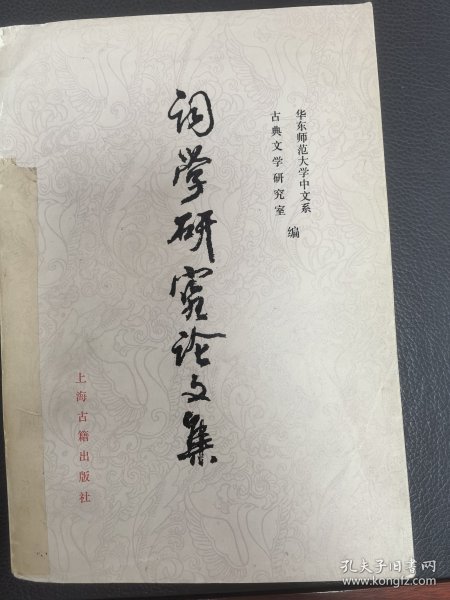 华东师范大学中文系
古典文学研究室 编
词学研究论文集
上海古籍出版社
孔夫子旧书网
www.kongfz.com